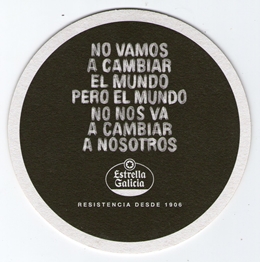 NO VAMOS
A CAMBIAR
EL MUNDO
PERO EL MUNDO
NO NOS VA
A CAMBIAR
A NOSOTROS
Estrella
Galicia
RESISTENCIA DESDE 1906